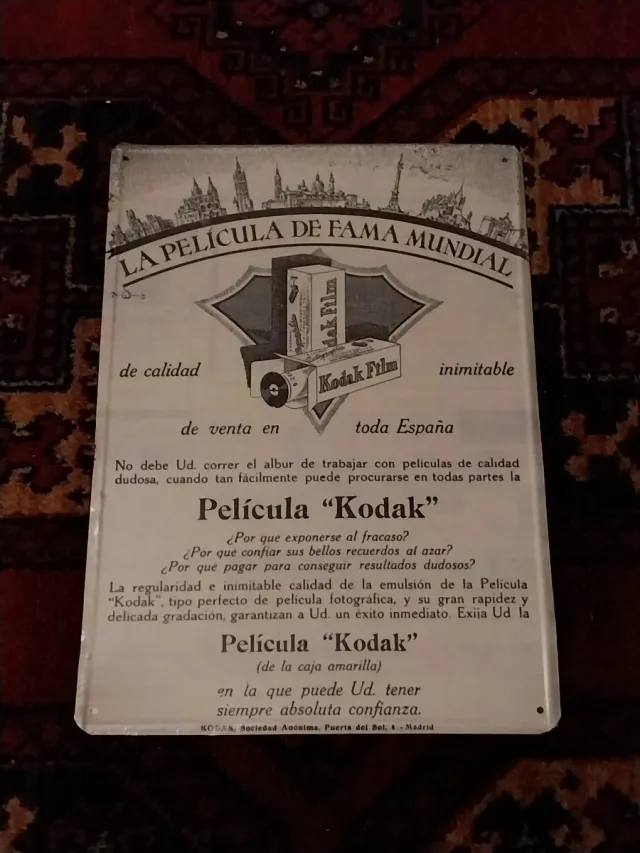 LA PELÍCULA DE FAMA MUNDIAL
Kodak Film
Kodak Film
de calidad inimitable
de venta en toda España
No debe Ud. correr el albur de trabajar con peliculas de calidad
dudosa, cuando tan fácilmente puede procurarse en todas partes la
Película “Kodak”
¿Por que exponerse al fracaso?
¿Por qué confiar sus bellos recuerdos al azar?
¿Por qué pagar para conseguir resultados dudosos?
La regularidad e inimitable calidad de la emulsión de la Pelicula
“Kodak”, tipo perfecto de pelicula fotográfica, y su gran rapidez y
delicada gradación, garantizan a Ud. un éxito inmediato. Exija Ud. la
Película “Kodak”
(de la caja amarilla)
en la que puede Ud. tener
siempre absoluta confianza.
KODAK, Sociedad Anónima, Puerta del Sol, 4 - Madrid